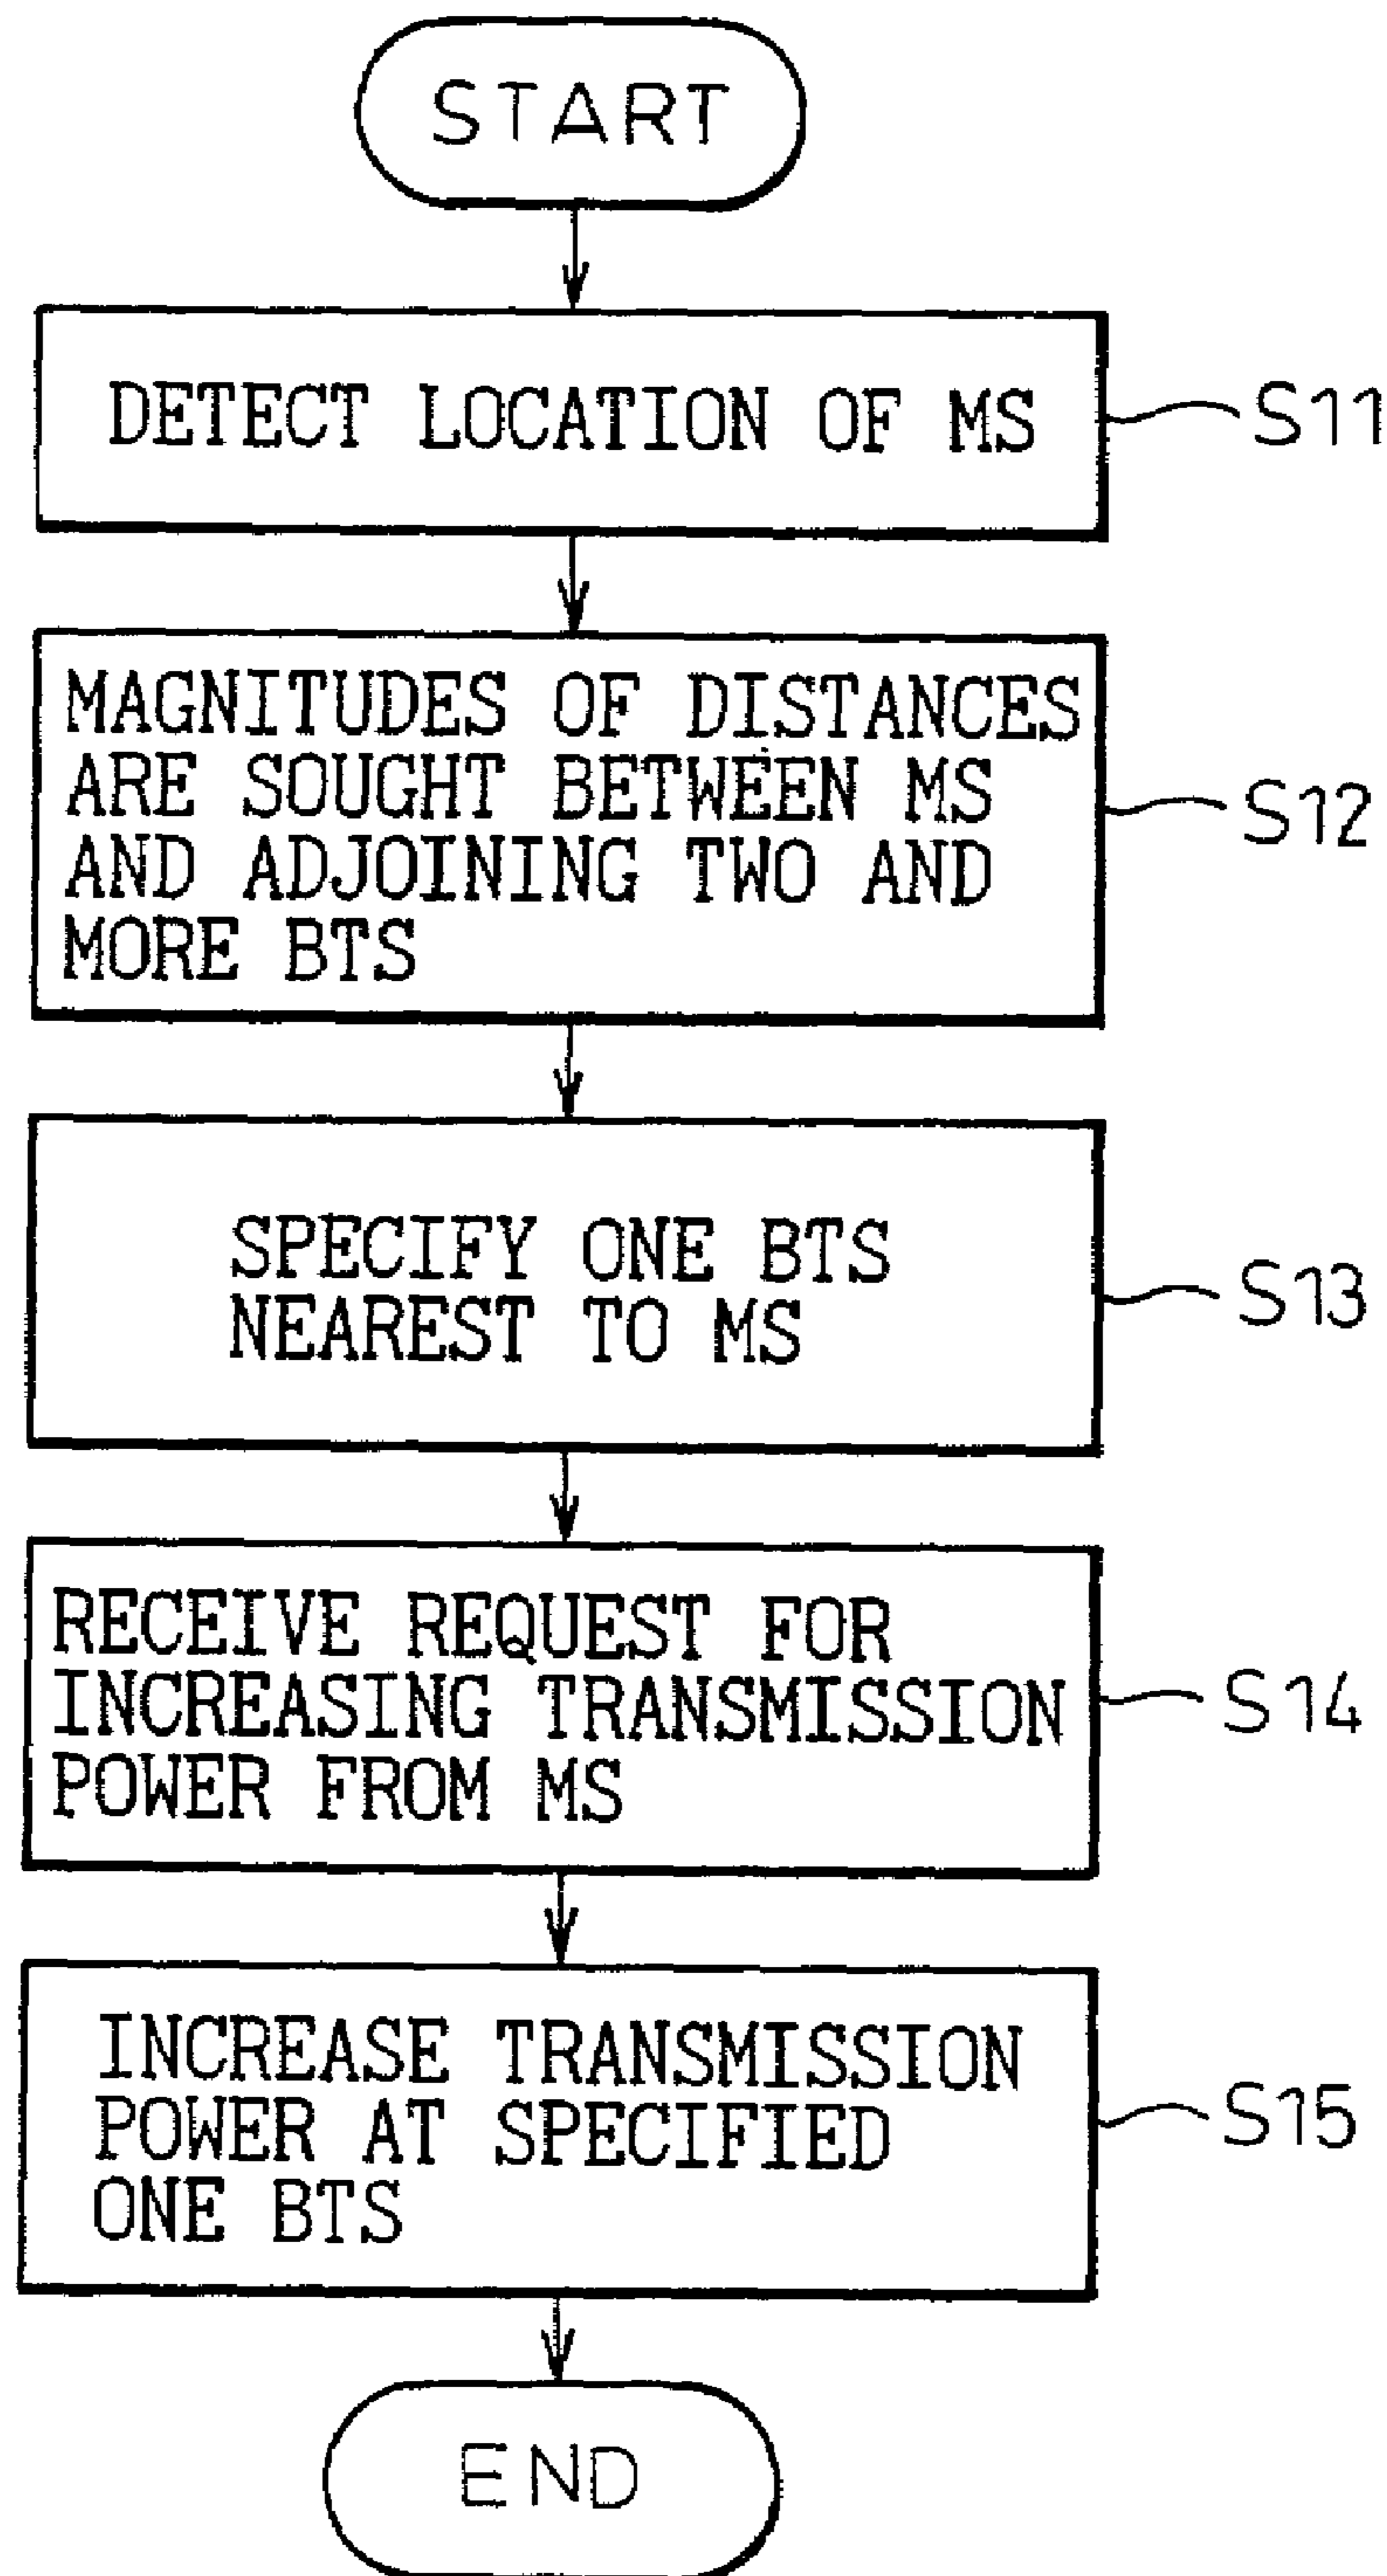 START
DETECT LOCATION OF MS
S11
MAGNITUDES OF DISTANCES
ARE SOUGHT BETWEEN MS
AND ADJOINING TWO AND
MORE BTS
S12
SPECIFY ONE BTS
NEAREST TO MS
S13
RECEIVE REQUEST FOR
INCREASING TRANSMISSION
POWER FROM MS
S14
INCREASE TRANSMISSION
POWER AT SPECIFIED
ONE BTS
S15
END